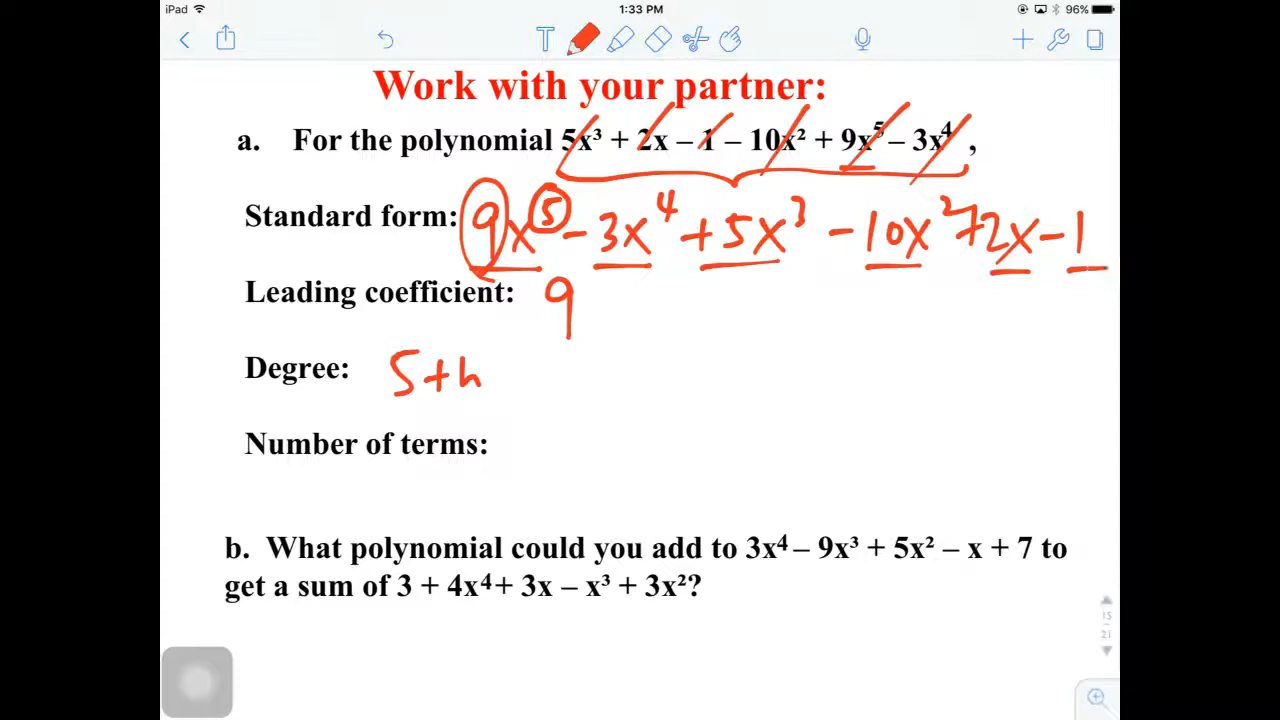 iPad 1:33 PM 96%
T
Work with your partner:
a. For the polynomial 5x³ + 2x – 1 – 10x² + 9x⁵ – 3x⁴ ,
Standard form: 9x⁵ - 3x⁴ + 5x³ - 10x² + 2x - 1
Leading coefficient: 9
Degree: 5th
Number of terms:
b. What polynomial could you add to 3x⁴ – 9x³ + 5x² – x + 7 to
get a sum of 3 + 4x⁴ + 3x – x³ + 3x²?
15
21